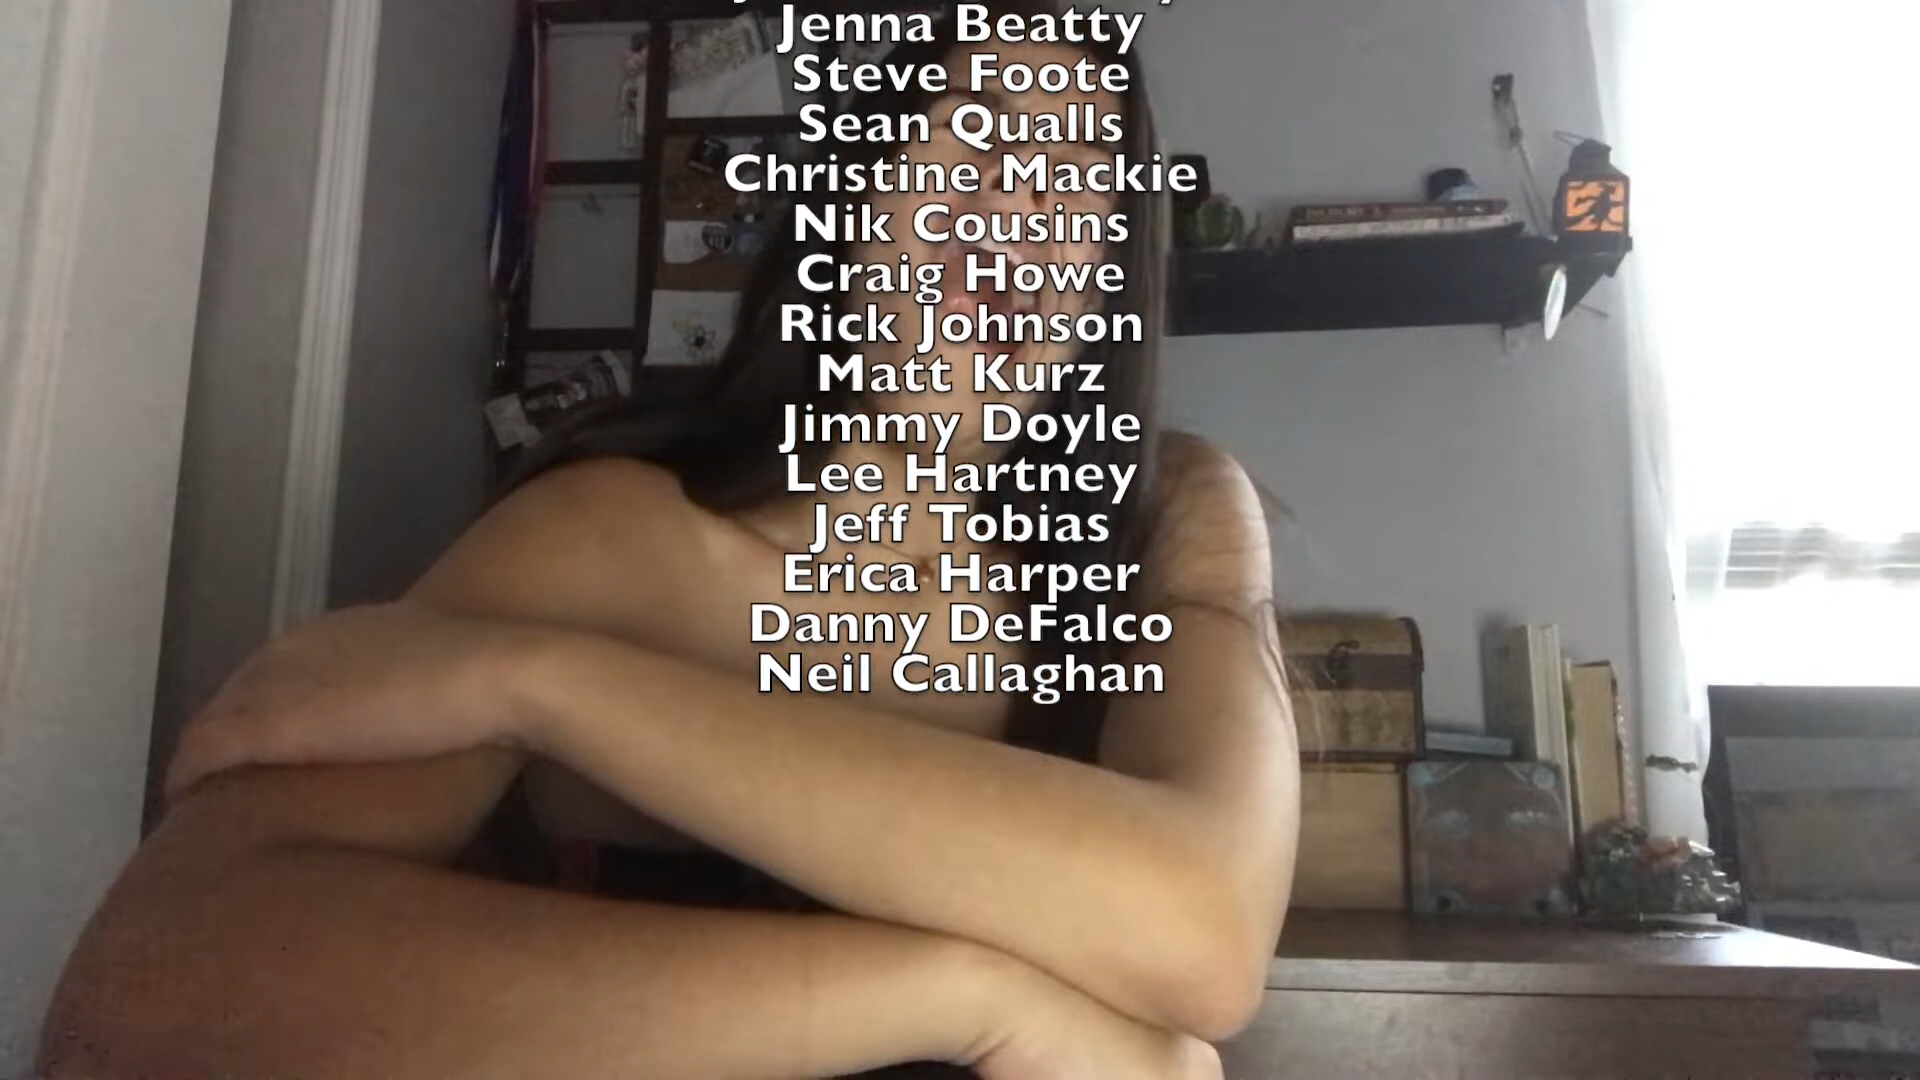 Jenna Beatty
Steve Foote
Sean Qualls
Christine Mackie
Nik Cousins
Craig Howe
Rick Johnson
Matt Kurz
Jimmy Doyle
Lee Hartney
Jeff Tobias
Erica Harper
Danny DeFalco
Neil Callaghan